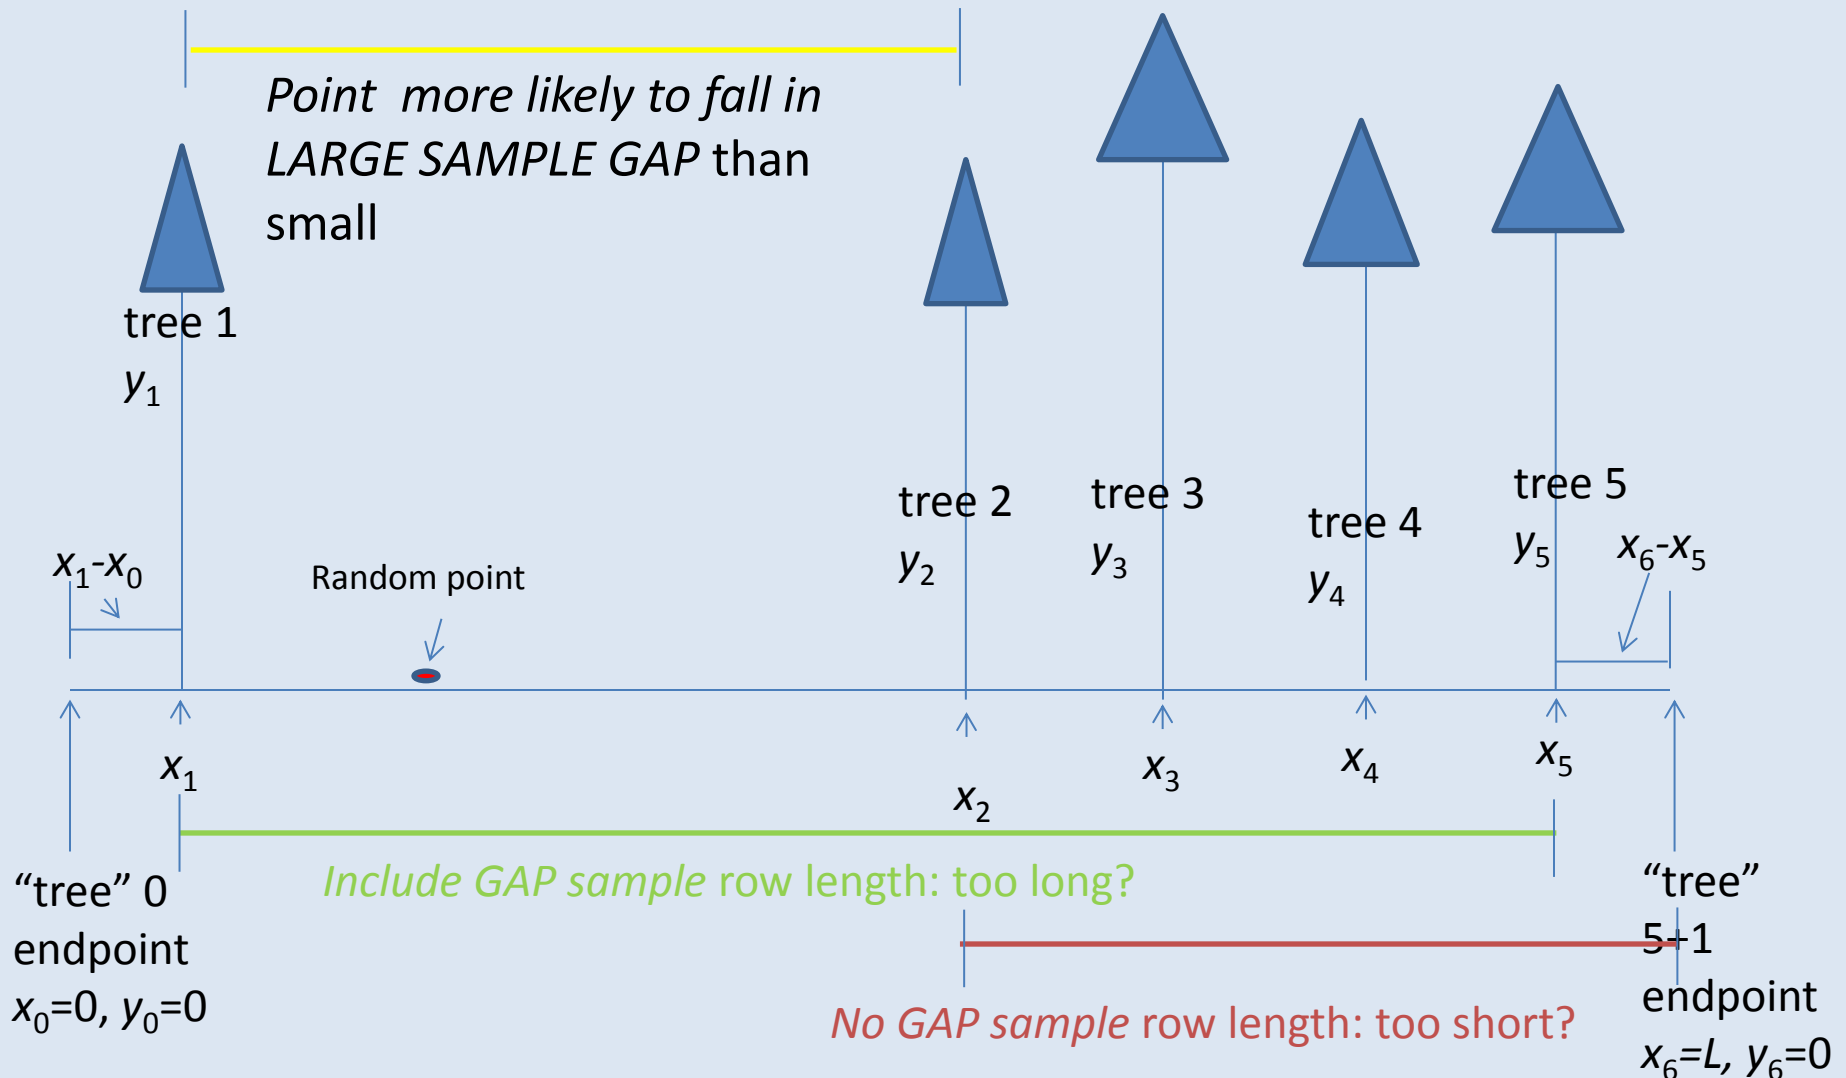 Point more likely to fall in
LARGE SAMPLE GAP than
small
tree 1
y₁
tree 2
y₂
tree 3
y₃
tree 4
y₄
tree 5
y₅
x₁-x₀
Random point
x₆-x₅
x₁
x₂
x₃
x₄
x₅
Include GAP sample row length: too long?
“tree” 0
endpoint
x₀=0, y₀=0
“tree”
5+1
endpoint
x₆=L, y₆=0
No GAP sample row length: too short?